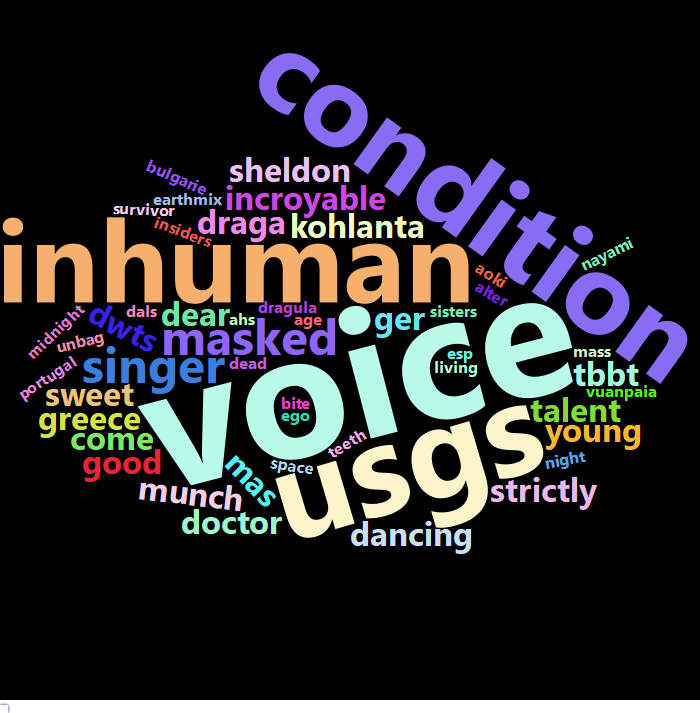 condition
sheldon
bulgarie
earthmix
incroyable
survivor
draga
kohlanta
insiders
inhuman
nayami
aoki
alter
midnight
dals
dwts
dear
ahs
dragula
age
ger
sisters
unbag
masked
voice
esp
mass
portugal
singer
dead
living
tbbt
sweet
vuanpaia
greece
bite
ego
talent
come
young
usgs
teeth
good
space
night
mas
munch
strictly
doctor
dancing